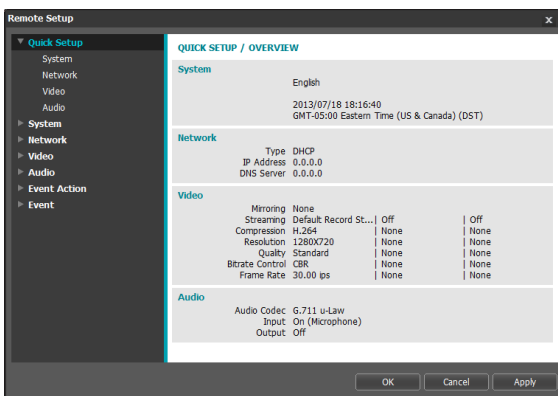 Remote Setup
x
Quick Setup
System
Network
Video
Audio
System
Network
Video
Audio
Event Action
Event
QUICK SETUP / OVERVIEW
System
English
2013/07/18 18:16:40
GMT-05:00 Eastern Time (US & Canada) (DST)
Network
Type DHCP
IP Address 0.0.0.0
DNS Server 0.0.0.0
Video
Mirroring None
Streaming Default Record St...| Off | Off
Compression H.264 | None | None
Resolution 1280X720 | None | None
Quality Standard | None | None
Bitrate Control CBR | None | None
Frame Rate 30.00 ips | None | None
Audio
Audio Codec G.711 u-Law
Input On (Microphone)
Output Off
OK Cancel Apply